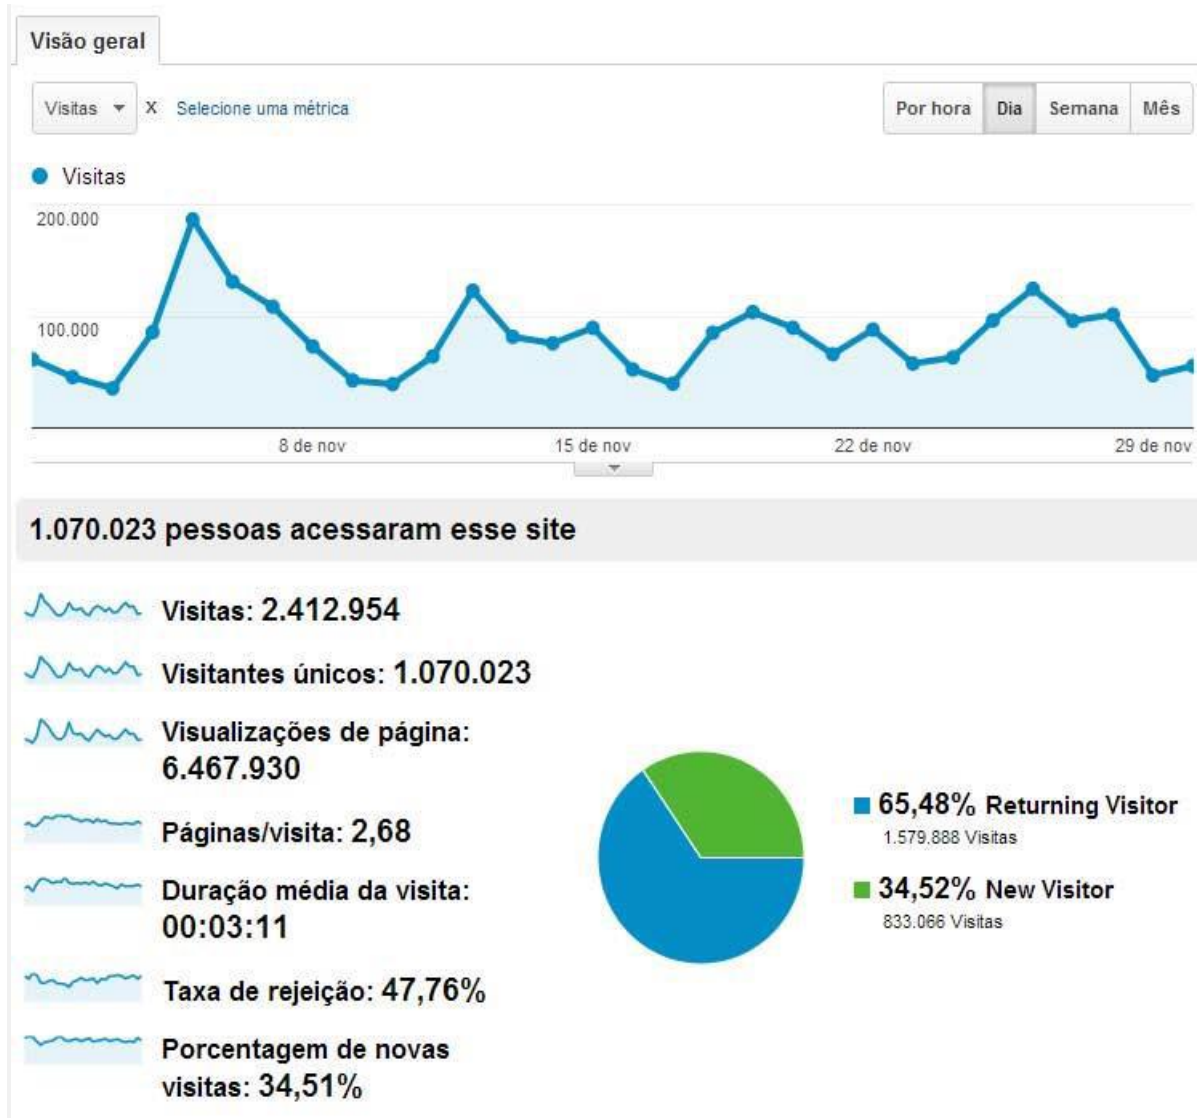 Visão geral
Visitas x Selecione uma métrica Por hora Dia Semana Mês
Visitas
200.000
100.000
8 de nov 15 de nov 22 de nov 29 de nov
1.070.023 pessoas acessaram esse site
Visitas: 2.412.954
Visitantes únicos: 1.070.023
Visualizações de página:
6.467.930
Páginas/visita: 2,68
Duração média da visita:
00:03:11
Taxa de rejeição: 47,76%
Porcentagem de novas
visitas: 34,51%
65,48% Returning Visitor
1.579.888 Visitas
34,52% New Visitor
833.066 Visitas